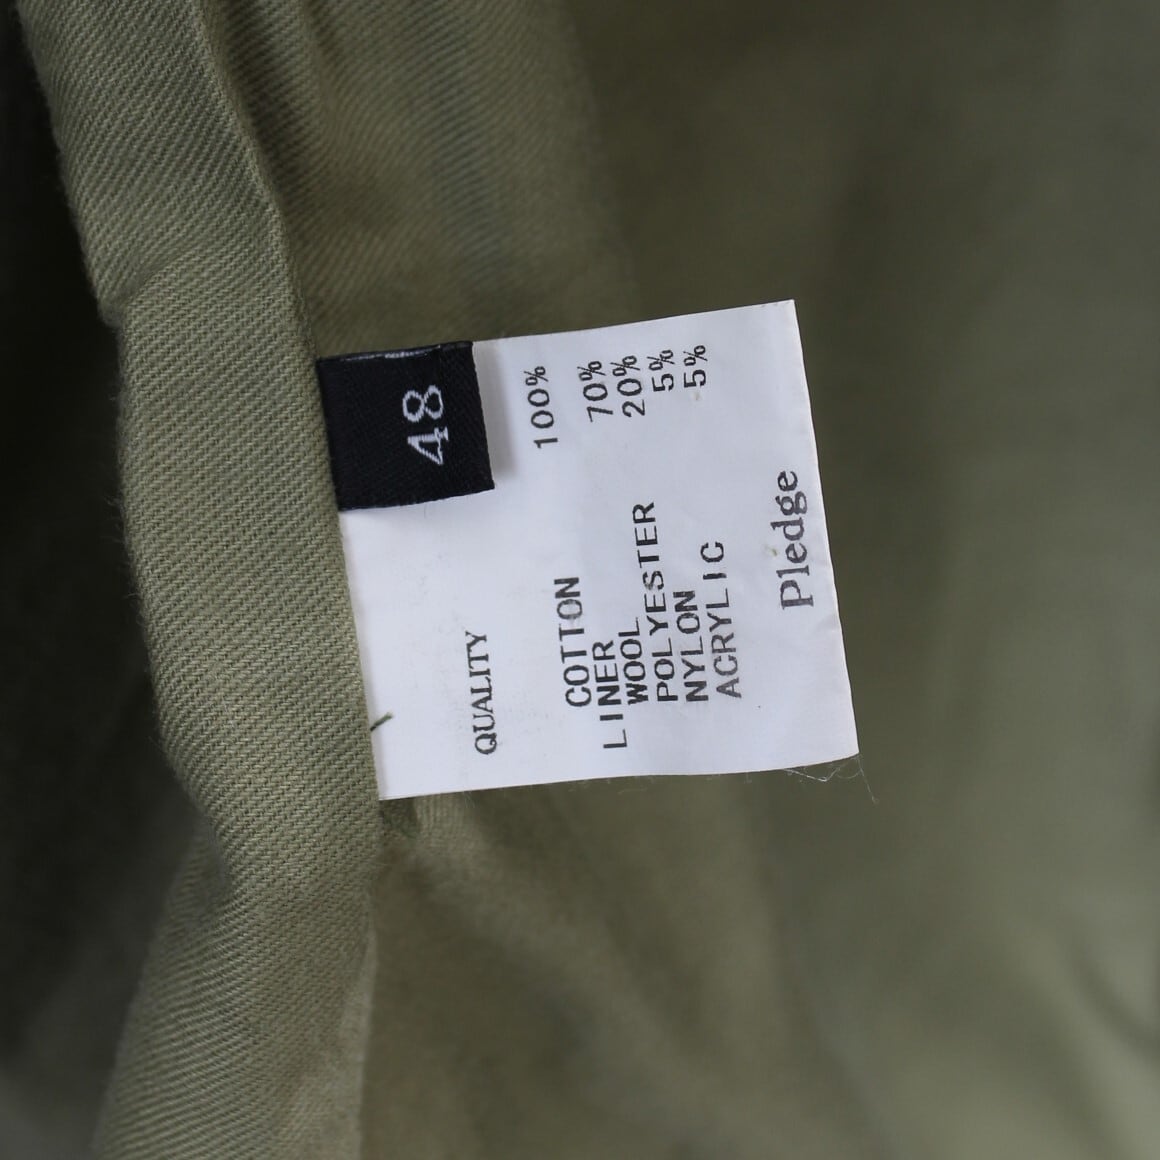 48
QUALITY
COTTON 100%
LINER
WOOL 70%
POLYESTER 20%
NYLON 5%
ACRYLIC 5%
Pledge